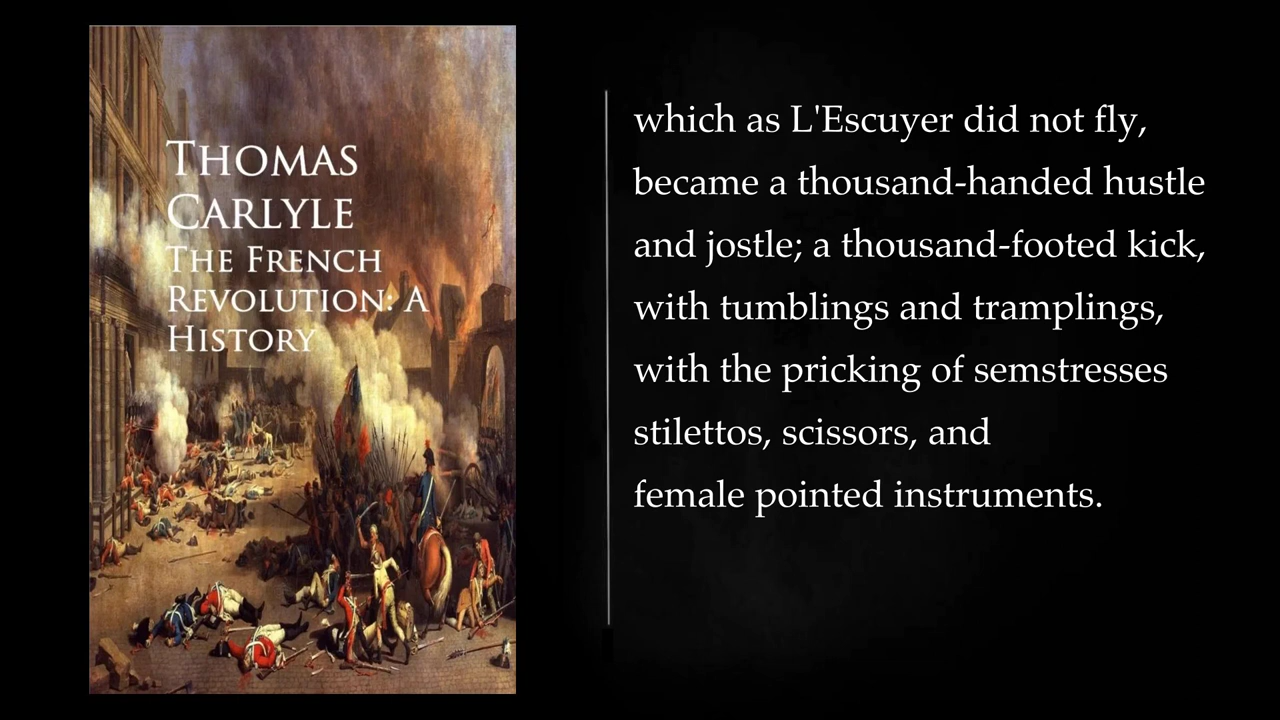 THOMAS
CARLYLE
THE FRENCH
REVOLUTION: A
HISTORY
which as L'Escuyer did not fly,
became a thousand-handed hustle
and jostle; a thousand-footed kick,
with tumblings and tramplings,
with the pricking of semstresses
stilettos, scissors, and
female pointed instruments.